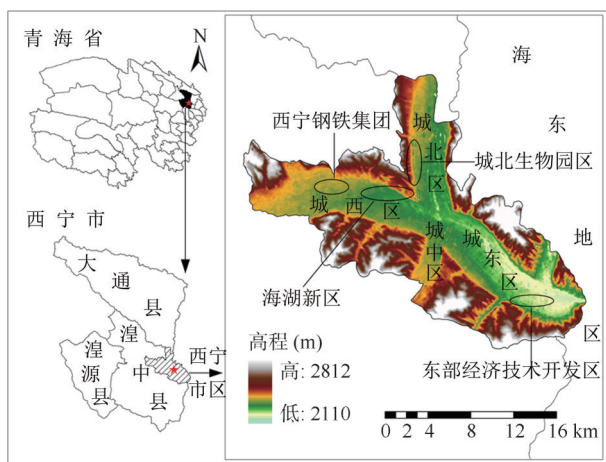 青海省
N
西宁市
大通县
湟源县
湟中县
西宁市区
海东地区
西宁钢铁集团
城北区
城北生物园区
城西区
城中区
城东区
海湖新区
东部经济技术开发区
高程 (m)
高: 2812
低: 2110
0 2 4 8 12 16 km